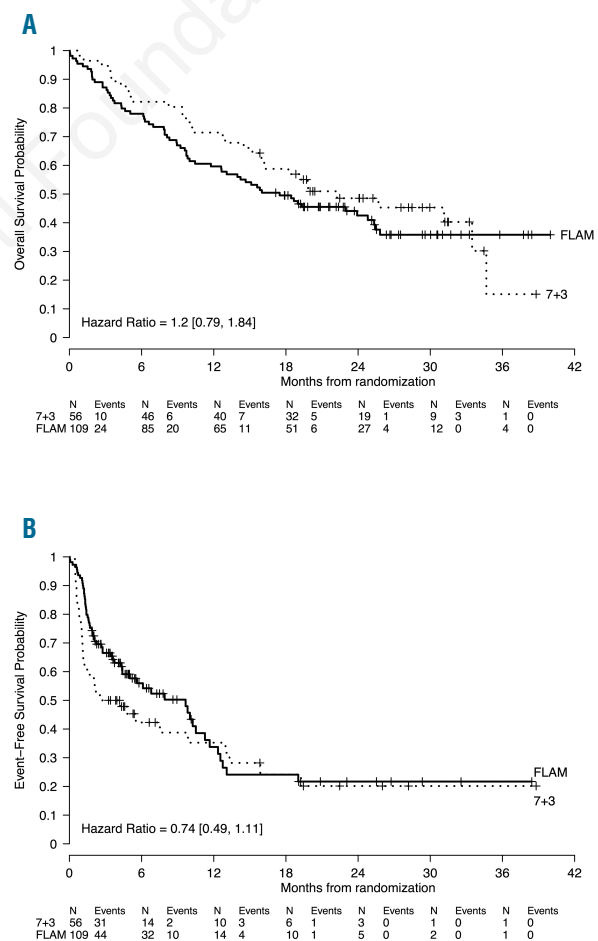 Founda
A
Overall Survival Probability
1
0.9
0.8
0.7
0.6
0.5
0.4
0.3
0.2
0.1
0
FLAM
7+3
Hazard Ratio = 1.2 [0.79, 1.84]
0 6 12 18 24 30 36 42
Months from randomization
N Events N Events N Events N Events N Events N Events N Events
7+3 56 10 46 6 40 7 32 5 19 1 9 3 1 0
FLAM 109 24 85 20 65 11 51 6 27 4 12 0 4 0
B
Event-Free Survival Probability
1
0.9
0.8
0.7
0.6
0.5
0.4
0.3
0.2
0.1
0
FLAM
7+3
Hazard Ratio = 0.74 [0.49, 1.11]
0 6 12 18 24 30 36 42
Months from randomization
N Events N Events N Events N Events N Events N Events N Events
7+3 56 31 14 2 10 3 6 1 3 0 1 0 1 0
FLAM 109 44 32 10 14 4 10 1 5 0 2 0 1 0